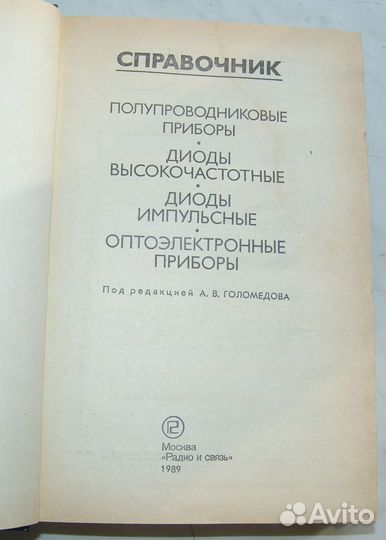 СПРАВОЧНИК
ПОЛУПРОВОДНИКОВЫЕ
ПРИБОРЫ
•
ДИОДЫ
ВЫСОКОЧАСТОТНЫЕ
•
ДИОДЫ
ИМПУЛЬСНЫЕ
•
ОПТОЭЛЕКТРОННЫЕ
ПРИБОРЫ
Под редакцией А. В. ГОЛОМЕДОВА
Москва
«Радио и связь»
1989
Avito